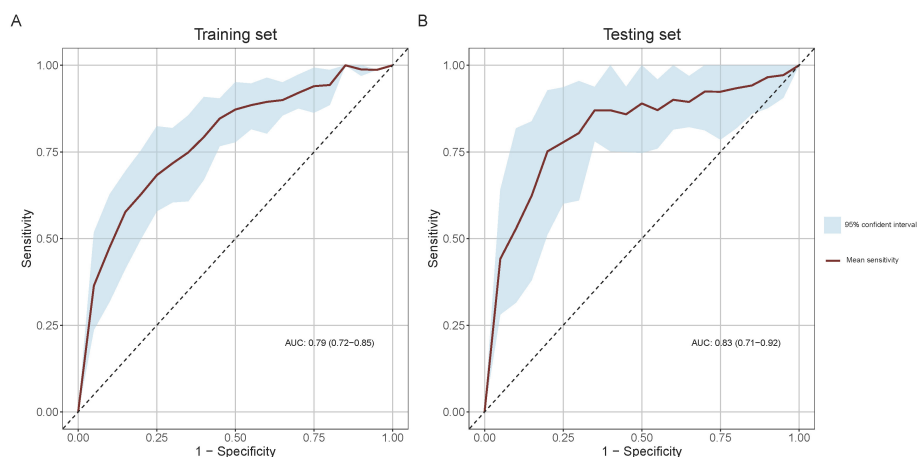 A
Training set
1.00
0.75
0.50
0.25
0.00
Sensitivity
AUC: 0.79 (0.72−0.85)
0.00 0.25 0.50 0.75 1.00
1 − Specificity
B
Testing set
1.00
0.75
0.50
0.25
0.00
Sensitivity
AUC: 0.83 (0.71−0.92)
0.00 0.25 0.50 0.75 1.00
1 − Specificity
95% confident interval
Mean sensitivity